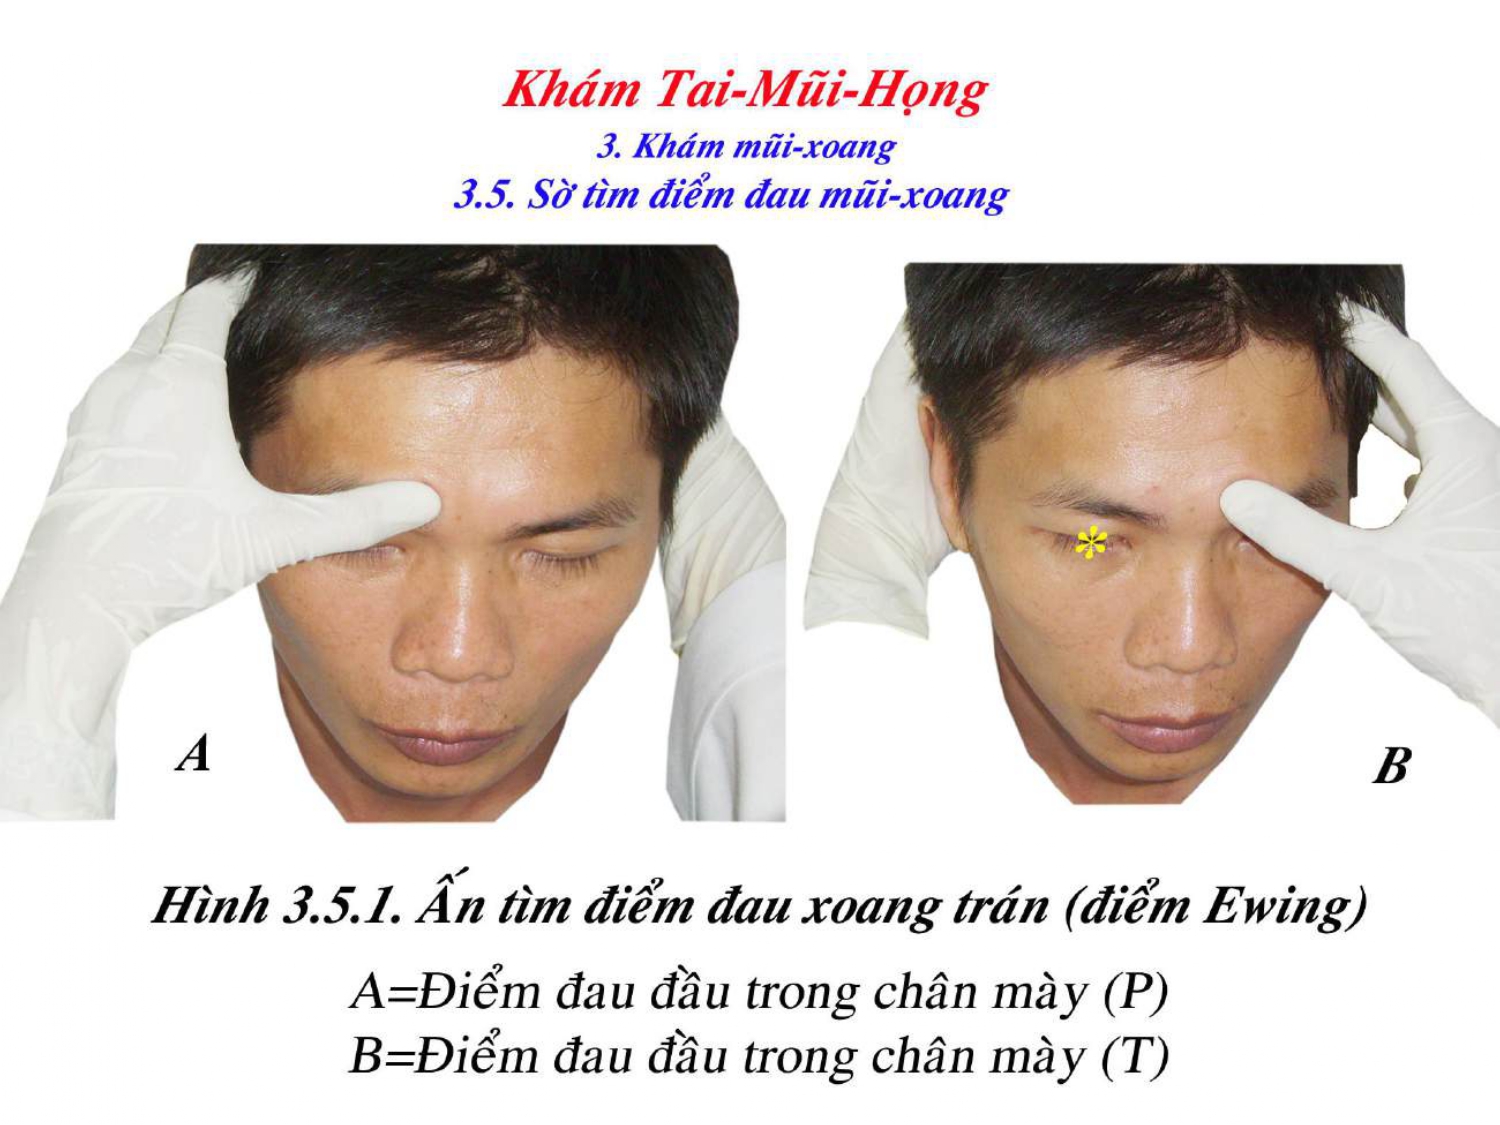 Khám Tai-Mũi-Họng
3. Khám mũi-xoang
3.5. Sờ tìm điểm đau mũi-xoang
A
B
Hình 3.5.1. Ấn tìm điểm đau xoang trán (điểm Ewing)
A=Điểm đau đầu trong chân mày (P)
B=Điểm đau đầu trong chân mày (T)